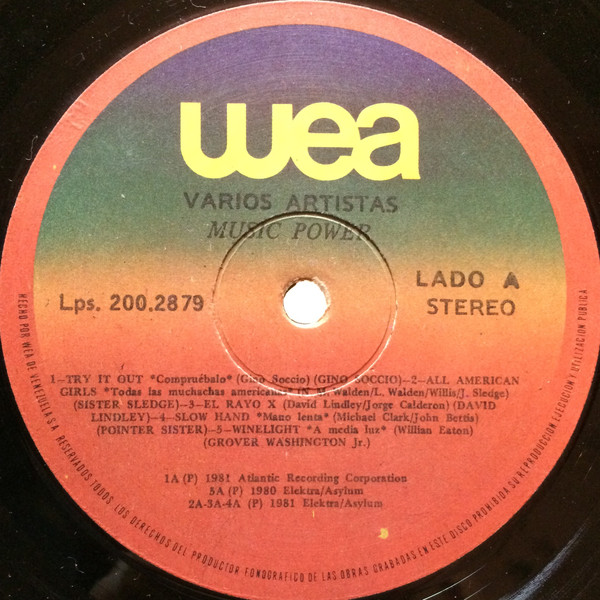 wea
VARIOS ARTISTAS
MUSIC POWER
Lps. 200.2879
LADO A
STEREO
1—TRY IT OUT *Compruébalo* (Gino Soccio) (GINO SOCCIO)—2—ALL AMERICAN
GIRLS *Todas las muchachas americanas* IN M. Walden/L. Walden/Willis/J. Sledge)
(SISTER SLEDGE)—3—EL RAYO X (David Lindley/Jorge Calderon) (DAVID
LINDLEY)—4—SLOW HAND *Mano lenta* (Michael Clark/John Bettis)
(POINTER SISTER)—5—WINELIGHT *A media luz* (Willian Eaton)
(GROVER WASHINGTON Jr.)
1A (P) 1981 Atlantic Recording Corporation
5A (P) 1980 Elektra/Asylum
2A-3A-4A (P) 1981 Elektra/Asylum
HECHO POR WEA DE VENEZUELA S.A. RESERVADOS TODOS LOS DERECHOS DEL PRODUCTOR FONOGRAFICO DE LAS OBRAS GRABADAS EN ESTE DISCO PROHIBIDA SU REPRODUCCION EJECUCION Y UTILIZACION PUBLICA